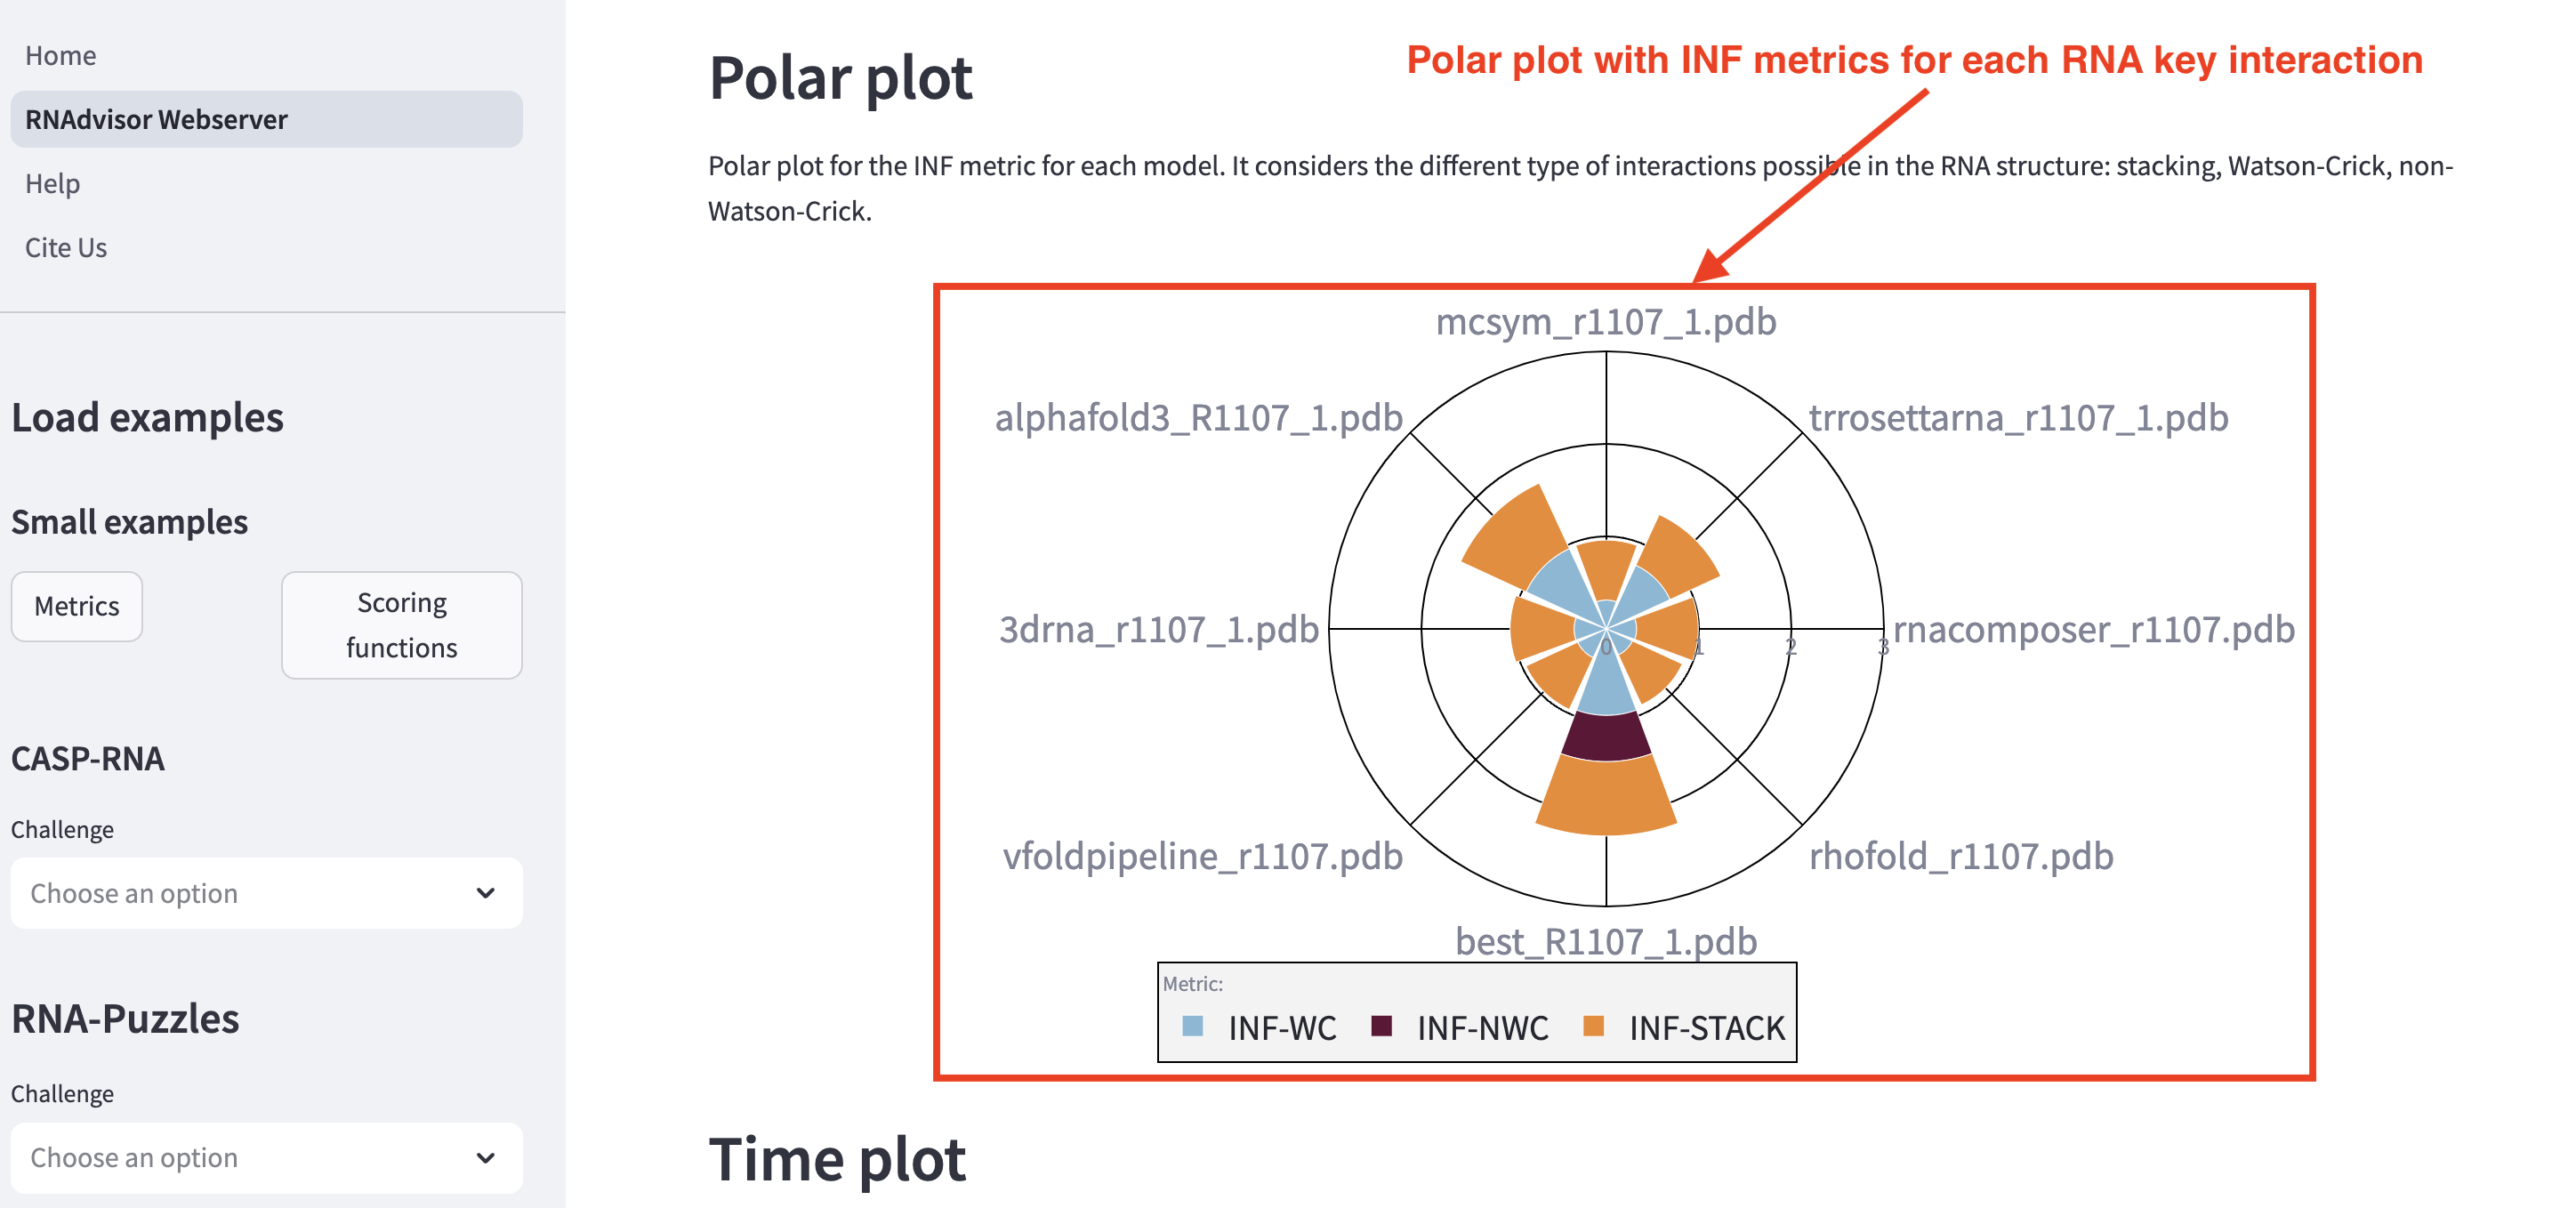 Home
RNAdvisor Webserver
Help
Cite Us
Load examples
Small examples
Metrics
Scoring
functions
CASP-RNA
Challenge
Choose an option
RNA-Puzzles
Challenge
Choose an option
Polar plot
Polar plot with INF metrics for each RNA key interaction
Polar plot for the INF metric for each model. It considers the different type of interactions possible in the RNA structure: stacking, Watson-Crick, non-
Watson-Crick.
mcsym_r1107_1.pdb
alphafold3_R1107_1.pdb
trrosettarna_r1107_1.pdb
3drna_r1107_1.pdb
rnacomposer_r1107.pdb
0 1 2 3
vfoldpipeline_r1107.pdb
rhofold_r1107.pdb
best_R1107_1.pdb
Metric:
INF-WC INF-NWC INF-STACK
Time plot